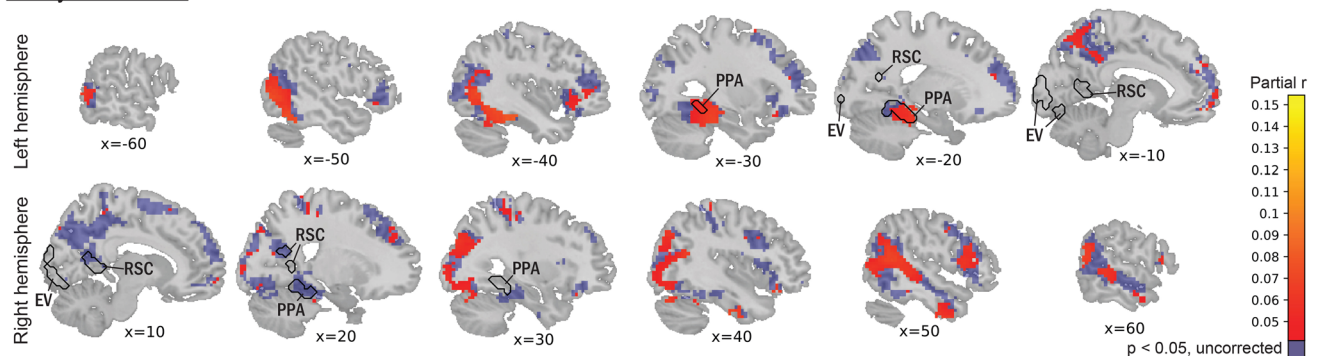 Left hemisphere
PPA
RSC
PPA
EV
RSC
EV
x=-60
x=-50
x=-40
x=-30
x=-20
x=-10
Right hemisphere
EV
RSC
RSC
PPA
PPA
x=10
x=20
x=30
x=40
x=50
x=60
Partial r
0.15
0.14
0.13
0.12
0.11
0.1
0.09
0.08
0.07
0.06
0.05
p < 0.05, uncorrected